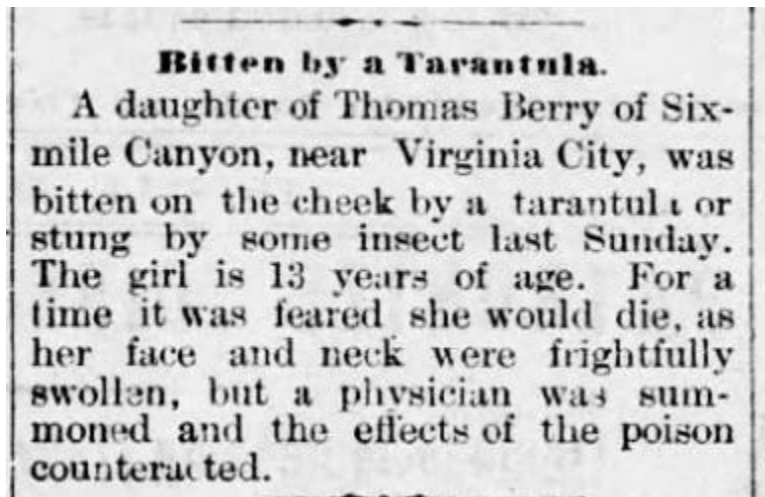 Bitten by a Tarantula.
A daughter of Thomas Berry of Six-
mile Canyon, near Virginia City, was
bitten on the cheek by a tarantula or
stung by some insect last Sunday.
The girl is 13 years of age. For a
time it was feared she would die, as
her face and neck were frightfully
swollen, but a physician was sum-
moned and the effects of the poison
counteracted.